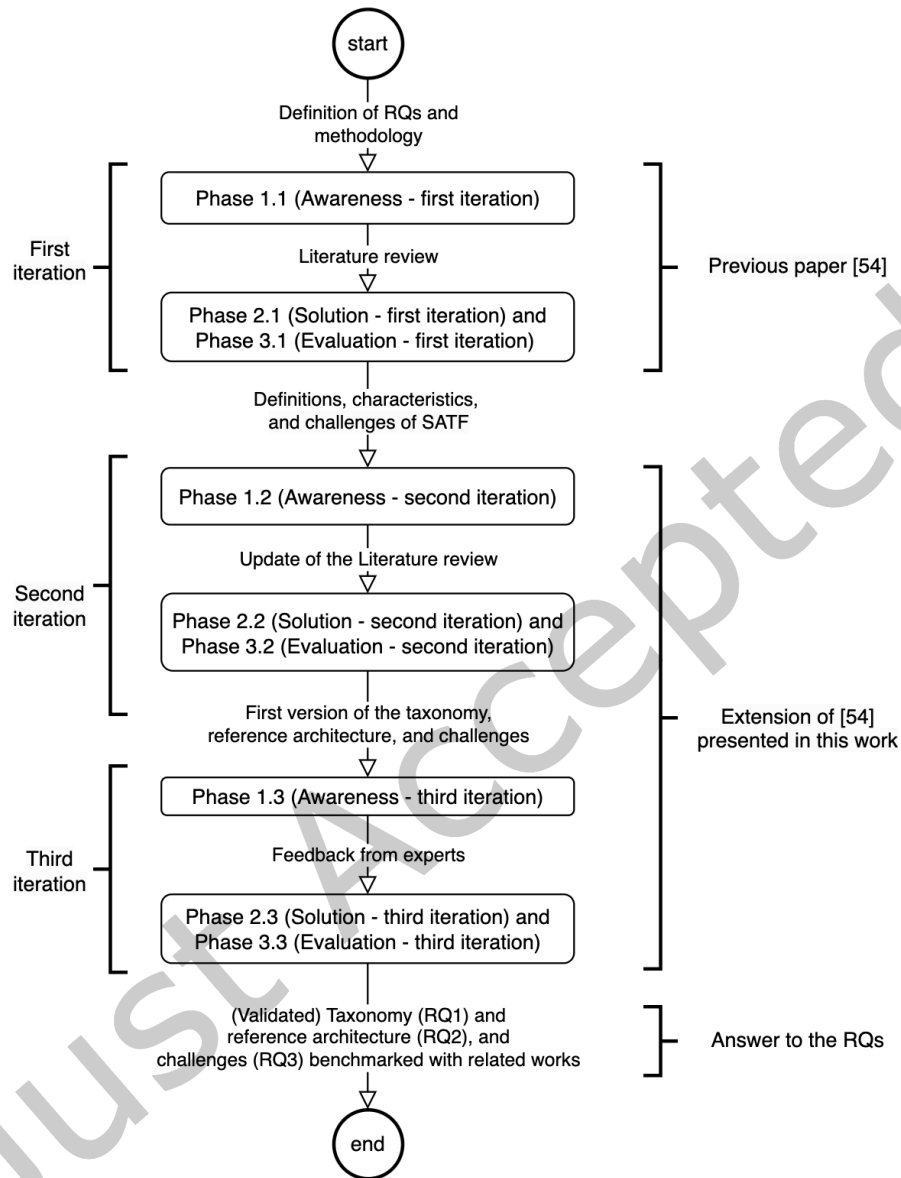 start
Definition of RQs and
methodology
Phase 1.1 (Awareness - first iteration)
First
iteration
Literature review
Previous paper [54]
Phase 2.1 (Solution - first iteration) and
Phase 3.1 (Evaluation - first iteration)
Definitions, characteristics,
and challenges of SATF
Phase 1.2 (Awareness - second iteration)
Update of the Literature review
Second
iteration
Phase 2.2 (Solution - second iteration) and
Phase 3.2 (Evaluation - second iteration)
First version of the taxonomy,
reference architecture, and challenges
Extension of [54]
presented in this work
Phase 1.3 (Awareness - third iteration)
Feedback from experts
Third
iteration
Phase 2.3 (Solution - third iteration) and
Phase 3.3 (Evaluation - third iteration)
(Validated) Taxonomy (RQ1) and
reference architecture (RQ2), and
challenges (RQ3) benchmarked with related works
Answer to the RQs
end
Just Accepted